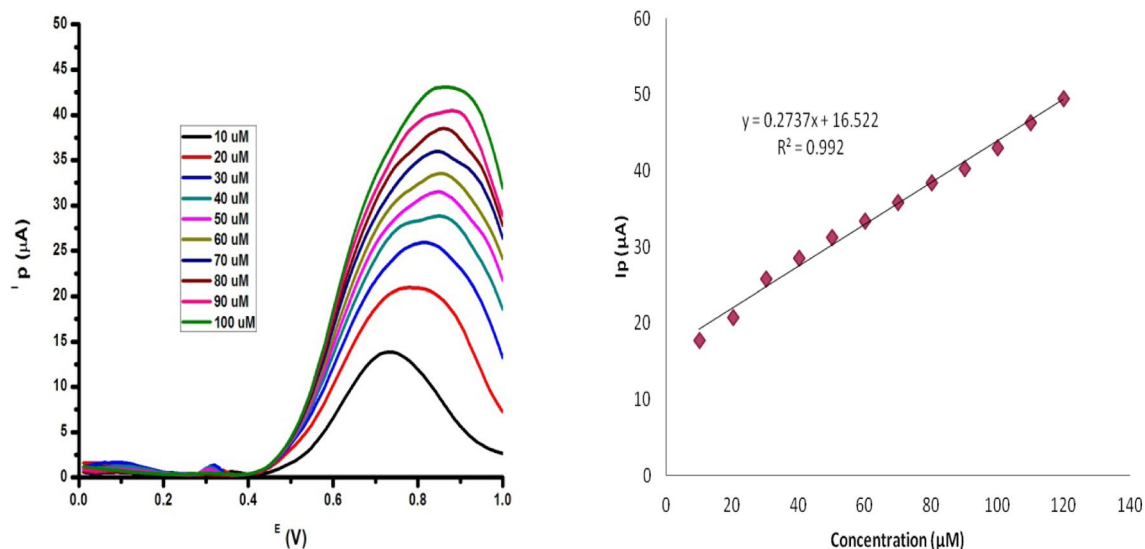 50
45
40
35
30
25
20
15
10
5
0
I p (μA)
10 uM
20 uM
30 uM
40 uM
50 uM
60 uM
70 uM
80 uM
90 uM
100 uM
0.0 0.2 0.4 0.6 0.8 1.0
E (V)
60
50
40
30
20
10
0
Ip (μA)
y = 0.2737x + 16.522
R² = 0.992
0 20 40 60 80 100 120 140
Concentration (μM)